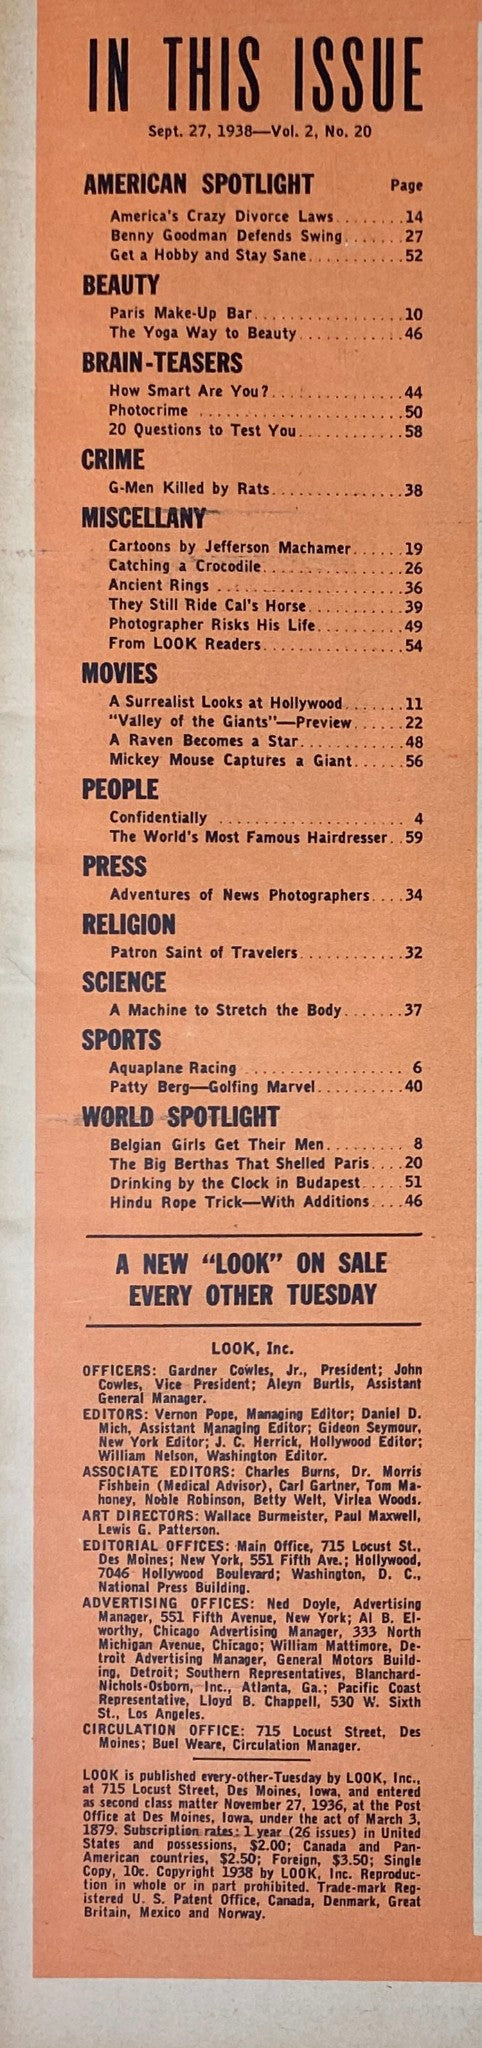 IN THIS ISSUE
Sept. 27, 1938—Vol. 2, No. 20
AMERICAN SPOTLIGHT Page
America's Crazy Divorce Laws.......14
Benny Goodman Defends Swing.......27
Get a Hobby and Stay Sane..........52
BEAUTY
Paris Make-Up Bar..................10
The Yoga Way to Beauty............46
BRAIN-TEASERS
How Smart Are You?................44
Photocrime ........................50
20 Questions to Test You............58
CRIME
G-Men Killed by Rats...............38
MISCELLANY
Cartoons by Jefferson Machamer......19
Catching a Crocodile................26
Ancient Rings ......................36
They Still Ride Cal's Horse..........39
Photographer Risks His Life.........49
From LOOK Readers................54
MOVIES
A Surrealist Looks at Hollywood......11
"Valley of the Giants"—Preview......22
A Raven Becomes a Star............48
Mickey Mouse Captures a Giant......56
PEOPLE
Confidentially ...................... 4
The World's Most Famous Hairdresser..59
PRESS
Adventures of News Photographers....34
RELIGION
Patron Saint of Travelers............32
SCIENCE
A Machine to Stretch the Body.......37
SPORTS
Aquaplane Racing .................. 6
Patty Berg—Golfing Marvel..........40
WORLD SPOTLIGHT
Belgian Girls Get Their Men......... 8
The Big Berthas That Shelled Paris....20
Drinking by the Clock in Budapest.....51
Hindu Rope Trick—With Additions....46
A NEW "LOOK" ON SALE
EVERY OTHER TUESDAY
LOOK, Inc.
OFFICERS: Gardner Cowles, Jr., President; John
Cowles, Vice President; Aleyn Burtis, Assistant
General Manager.
EDITORS: Vernon Pope, Managing Editor; Daniel D.
Mich, Assistant Managing Editor; Gideon Seymour,
New York Editor; J. C. Herrick, Hollywood Editor;
William Nelson, Washington Editor.
ASSOCIATE EDITORS: Charles Burns, Dr. Morris
Fishbein (Medical Advisor), Carl Gartner, Tom Ma-
honey, Noble Robinson, Betty Welt, Virlea Woods.
ART DIRECTORS: Wallace Burmeister, Paul Maxwell,
Lewis G. Patterson.
EDITORIAL OFFICES: Main Office, 715 Locust St.,
Des Moines; New York, 551 Fifth Ave.; Hollywood,
7046 Hollywood Boulevard; Washington, D. C.,
National Press Building.
ADVERTISING OFFICES: Ned Doyle, Advertising
Manager, 551 Fifth Avenue, New York; Al B. El-
worthy, Chicago Advertising Manager, 333 North
Michigan Avenue, Chicago; William Mattimore, De-
troit Advertising Manager, General Motors Build-
ing, Detroit; Southern Representatives, Blanchard-
Nichols-Osborn, Inc., Atlanta, Ga.; Pacific Coast
Representative, Lloyd B. Chappell, 530 W. Sixth
St., Los Angeles.
CIRCULATION OFFICE: 715 Locust Street, Des
Moines; Buel Weare, Circulation Manager.
LOOK is published every-other-Tuesday by LOOK, Inc.,
at 715 Locust Street, Des Moines, Iowa, and entered
as second class matter November 27, 1936, at the Post
Office at Des Moines, Iowa, under the act of March 3,
1879. Subscription rates: 1 year (26 issues) in United
States and possessions, $2.00; Canada and Pan-
American countries, $2.50; Foreign, $3.50; Single
Copy, 10c. Copyright 1938 by LOOK, Inc. Reproduc-
tion in whole or in part prohibited. Trade-mark Reg-
istered U. S. Patent Office, Canada, Denmark, Great
Britain, Mexico and Norway.